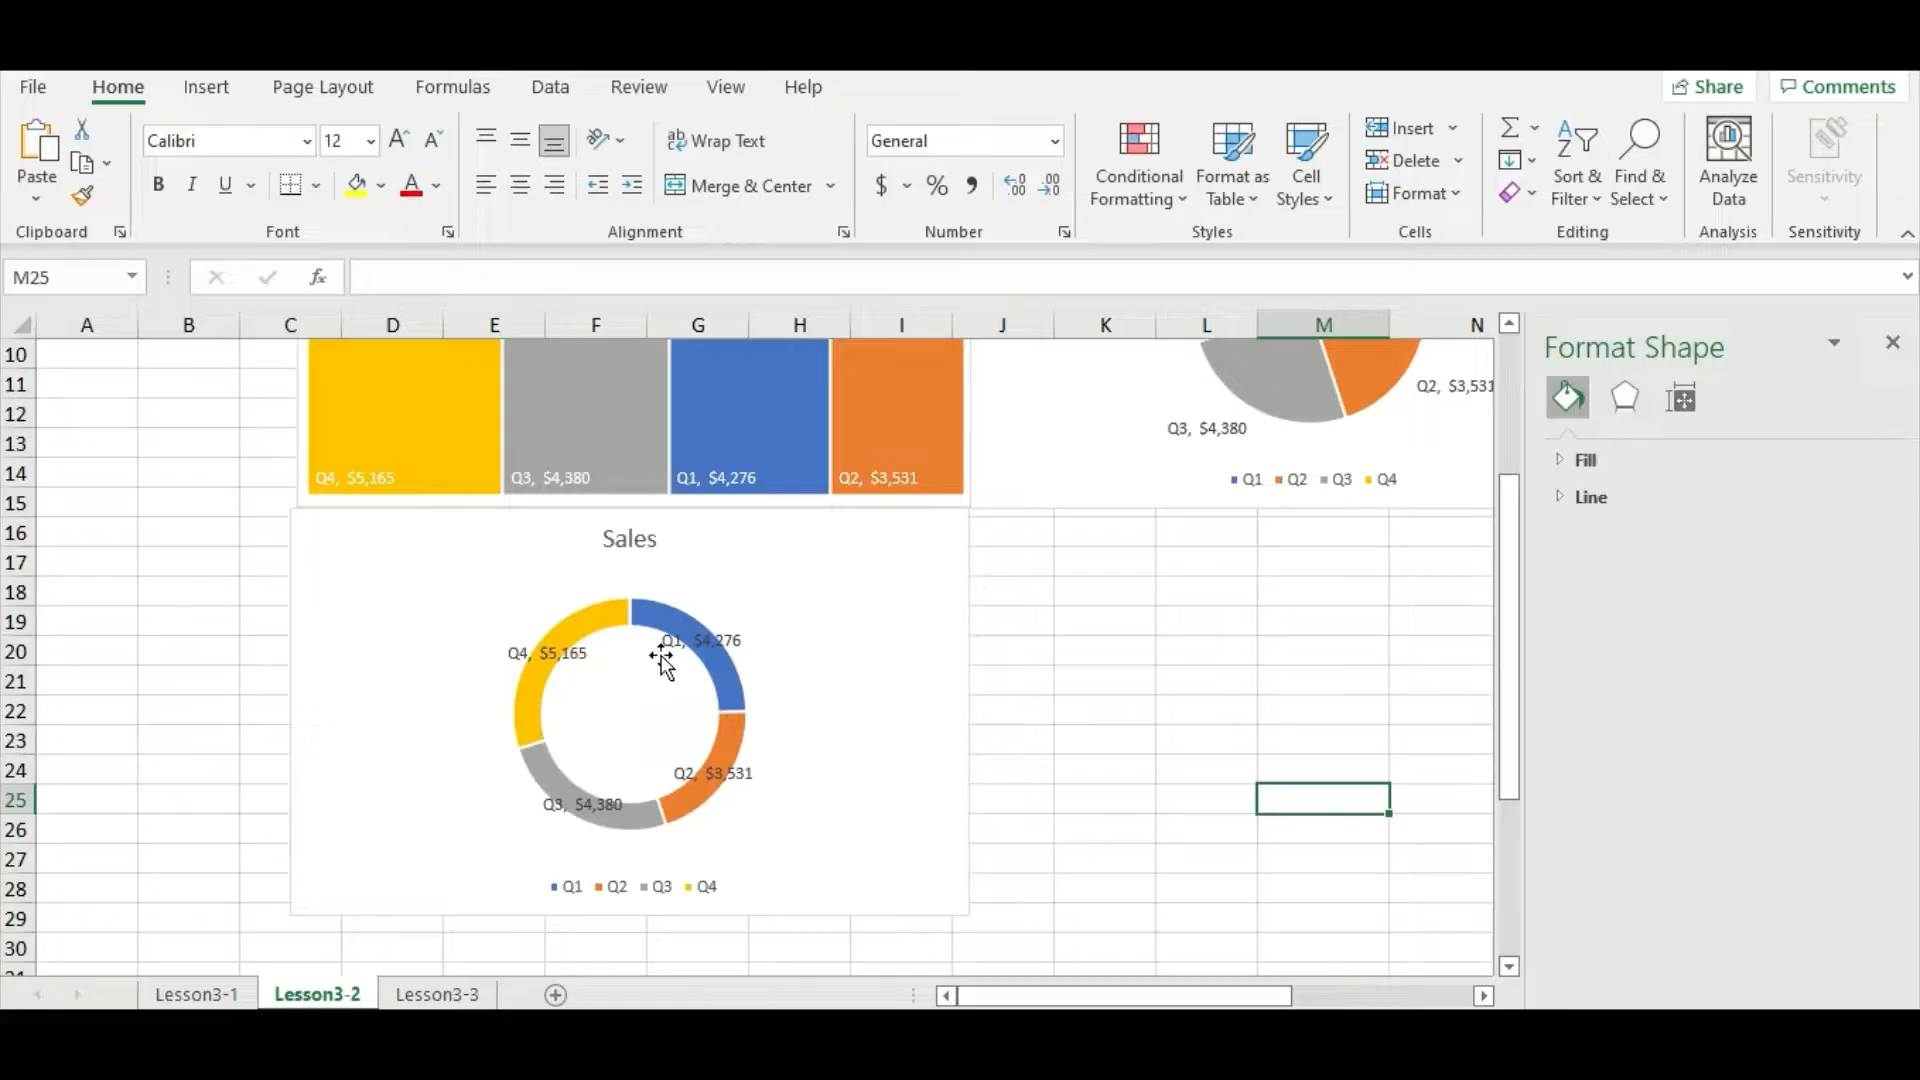 File Home Insert Page Layout Formulas Data Review View Help Share Comments
Calibri 12 Wrap Text General Insert
Paste Conditional Format as Cell Delete Sort & Find & Analyze Sensitivity
B I U Merge & Center $ % Formatting Table Styles Format Filter Select Data
Clipboard Font Alignment Number Styles Cells Editing Analysis Sensitivity
M25 fx
A B C D E F G H I J K L M N
Format Shape
10
11
12
13
14
15
16
17
18
19
20
21
22
23
24
25
26
27
28
29
30
Q4, $5,165 Q3, $4,380 Q1, $4,276 Q2, $3,531
Q2, $3,531
Q3, $4,380
Q1 Q2 Q3 Q4
Sales
Q1, $4,276
Q4, $5,165
Q2, $3,531
Q3, $4,380
Q1 Q2 Q3 Q4
Fill
Line
Lesson3-1 Lesson3-2 Lesson3-3